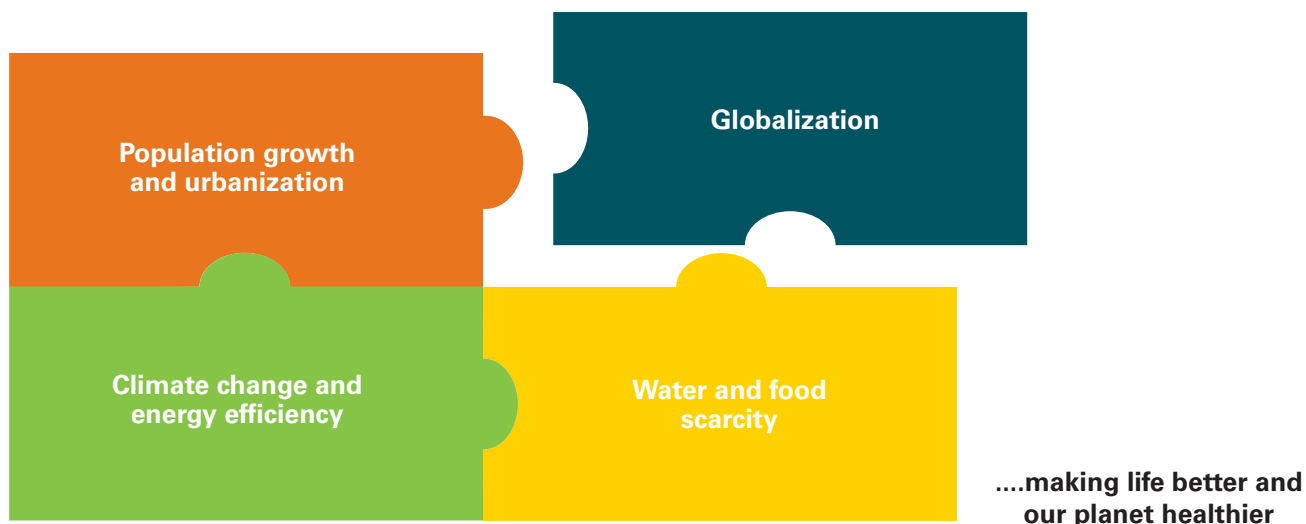 Population growth
and urbanization
Globalization
Climate change and
energy efficiency
Water and food
scarcity
....making life better and
our planet healthier